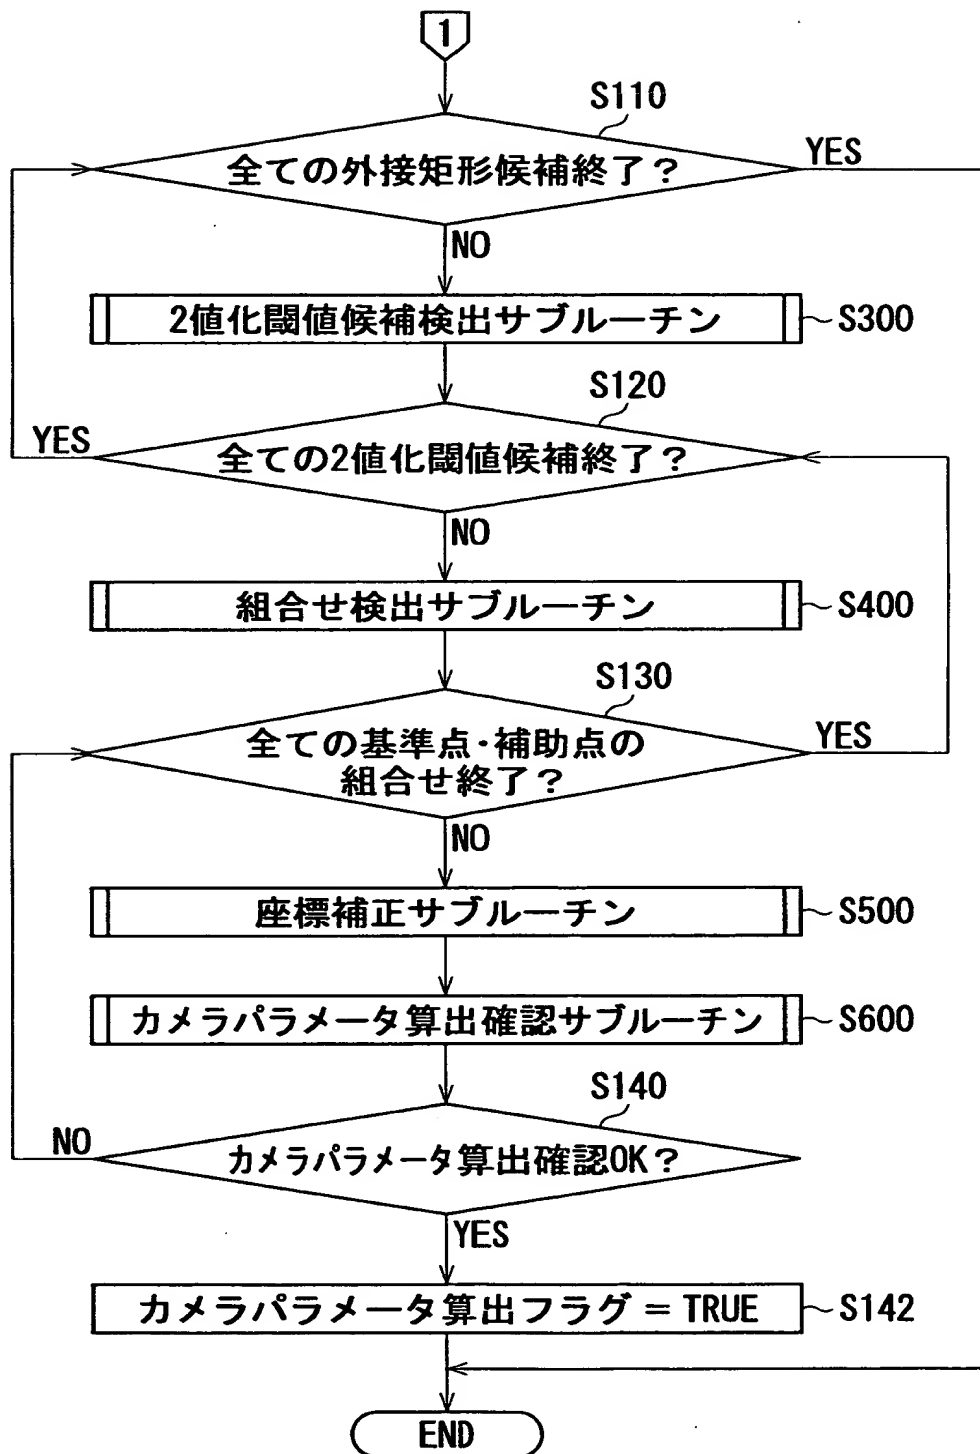 1
S110
全ての外接矩形候補終了？
YES
NO
2値化閾値候補検出サブルーチン
S300
S120
YES
全ての2値化閾値候補終了？
NO
組合せ検出サブルーチン
S400
S130
全ての基準点・補助点の
組合せ終了？
YES
NO
座標補正サブルーチン
S500
カメラパラメータ算出確認サブルーチン
S600
S140
NO
カメラパラメータ算出確認OK？
YES
カメラパラメータ算出フラグ = TRUE
S142
END